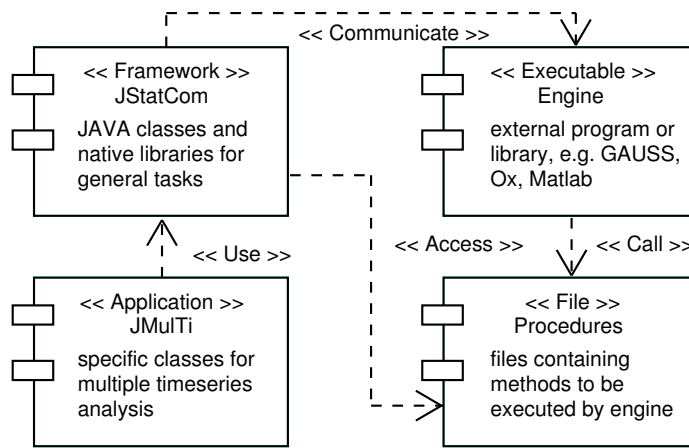 << Communicate >>
<< Framework >>
JStatCom
JAVA classes and
native libraries for
general tasks
<< Executable >>
Engine
external program or
library, e.g. GAUSS,
Ox, Matlab
<< Use >>
<< Access >>
<< Call >>
<< Application >>
JMulTi
specific classes for
multiple timeseries
analysis
<< File >>
Procedures
files containing
methods to be
executed by engine